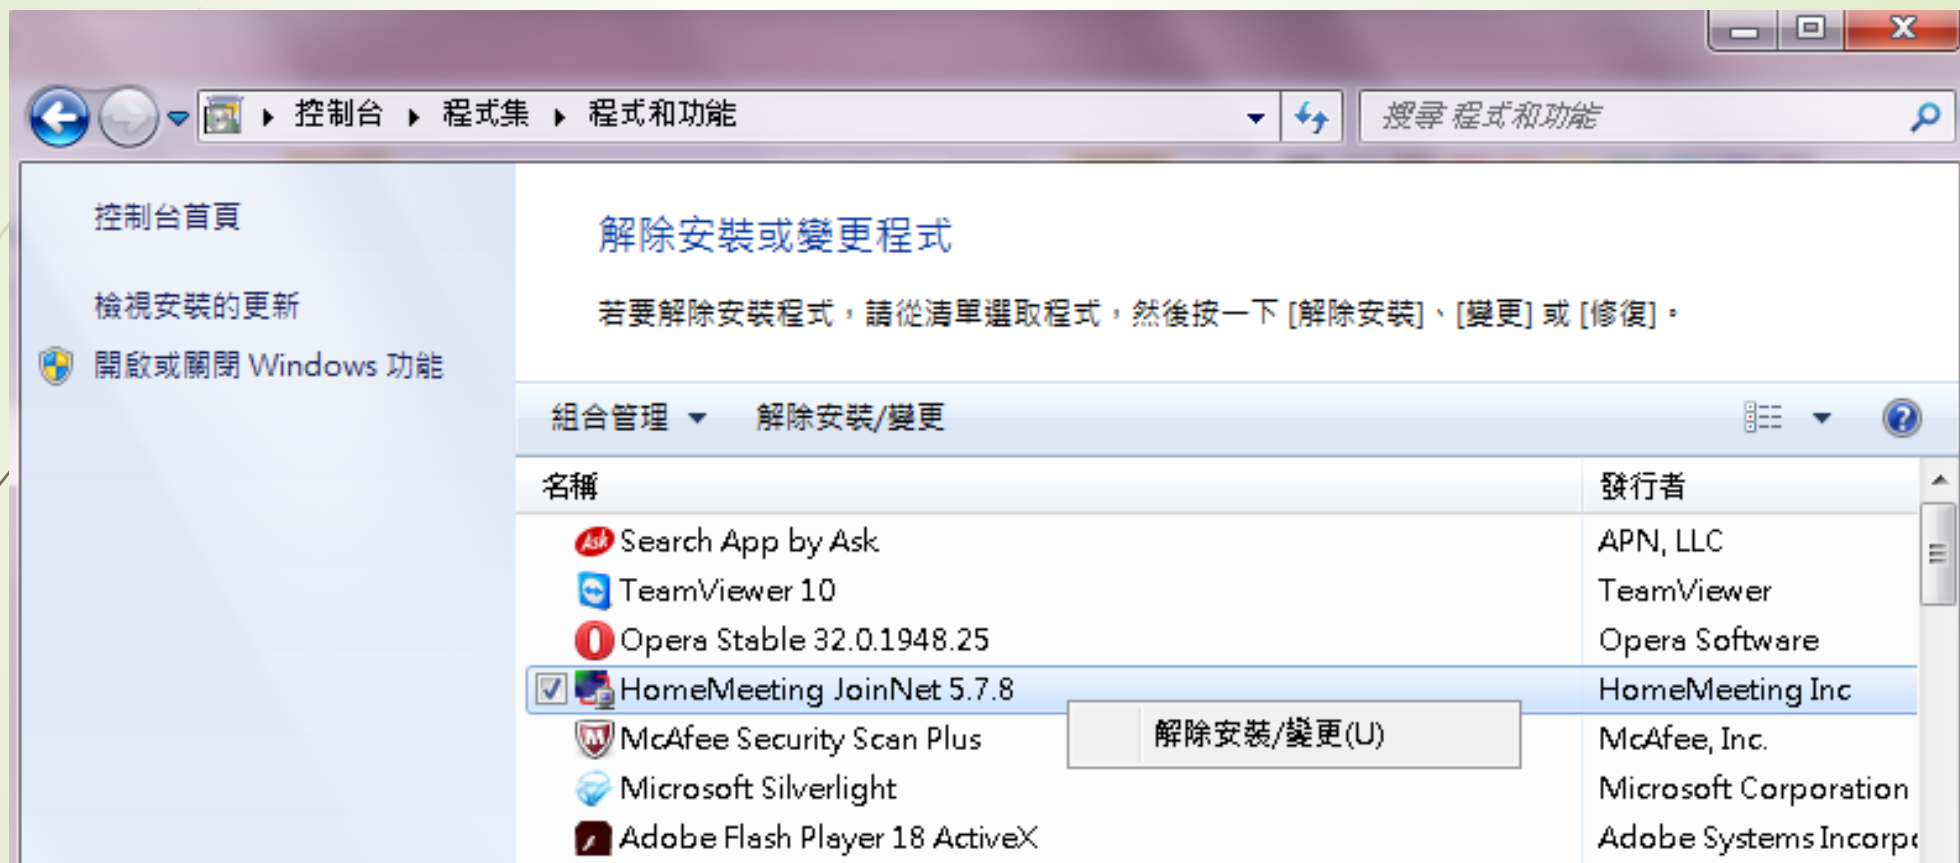 控制台 ▸ 程式集 ▸ 程式和功能
搜尋 程式和功能
控制台首頁
檢視安裝的更新
開啟或關閉 Windows 功能
解除安裝或變更程式
若要解除安裝程式，請從清單選取程式，然後按一下 [解除安裝]、[變更] 或 [修復]。
組合管理 解除安裝/變更
名稱 發行者
Search App by Ask APN, LLC
TeamViewer 10 TeamViewer
Opera Stable 32.0.1948.25 Opera Software
HomeMeeting JoinNet 5.7.8 HomeMeeting Inc
解除安裝/變更(U)
McAfee Security Scan Plus McAfee, Inc.
Microsoft Silverlight Microsoft Corporation
Adobe Flash Player 18 ActiveX Adobe Systems Incorp